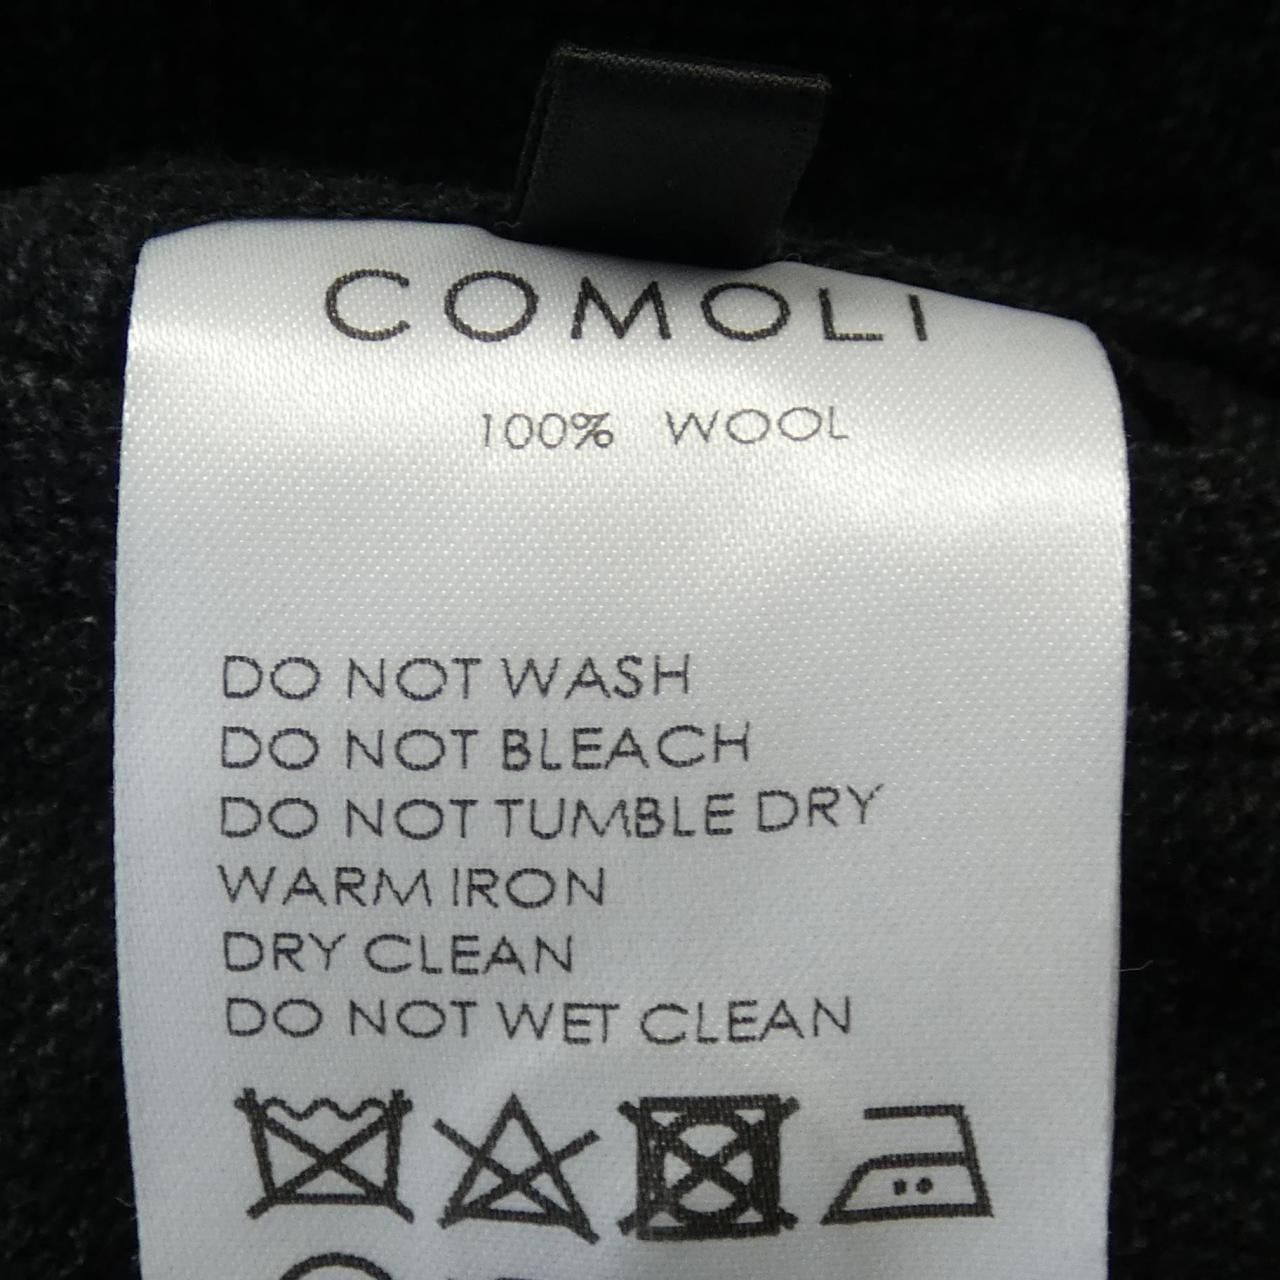 COMOLI
100% WOOL
DO NOT WASH
DO NOT BLEACH
DO NOT TUMBLE DRY
WARM IRON
DRY CLEAN
DO NOT WET CLEAN